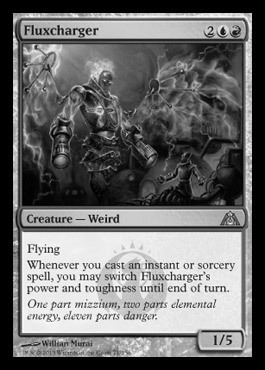 Fluxcharger 2
Creature — Weird
Flying
Whenever you cast an instant or sorcery
spell, you may switch Fluxcharger's
power and toughness until end of turn.
One part mizzium, two parts elemental
energy, eleven parts danger.
1/5
Willian Murai